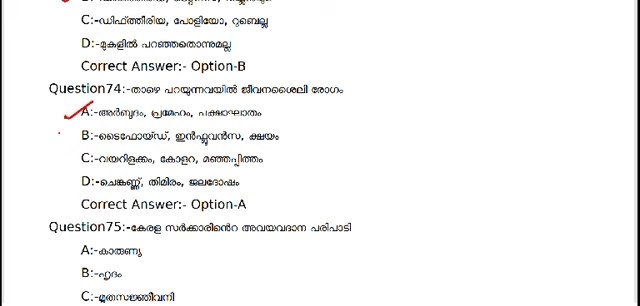 C:-ഡിഫ്ത്തീരിയ, പോളിയോ, റുബെല്ല
D:-മുകളിൽ പറഞ്ഞതൊന്നുമല്ല
Correct Answer:- Option-B
Question74:-താഴെ പറയുന്നവയിൽ ജീവനശൈലി രോഗം
A:-അർബുദം, പ്രമേഹം, പക്ഷാഘാതം
B:-ടൈഫോയ്ഡ്, ഇൻഫ്ലുവൻസ, ക്ഷയം
C:-വയറിളക്കം, കോളറ, മഞ്ഞപ്പിത്തം
D:-ചെങ്കണ്ണ്, തിമിരം, ജലദോഷം
Correct Answer:- Option-A
Question75:-കേരള സർക്കാരിൻെറ അവയവദാന പരിപാടി
A:-കാരുണ്യ
B:-ഹൃദം
C:-മൃതസഞ്ജീവനി